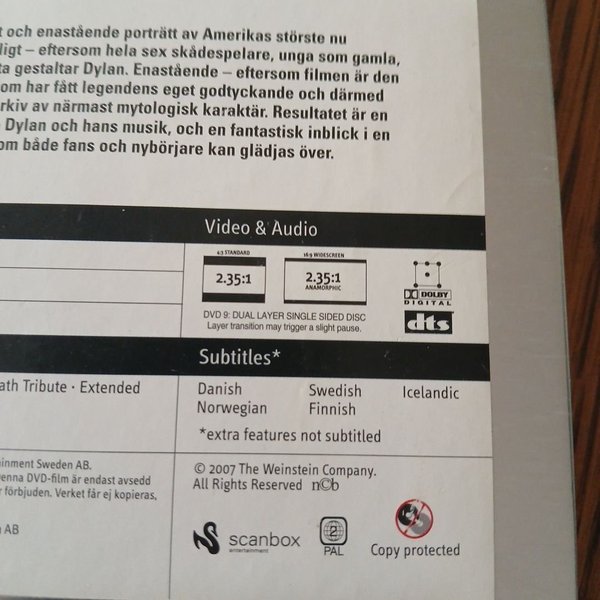 t och enastående porträtt av Amerikas störste nu
ligt – eftersom hela sex skådespelare, unga som gamla,
ta gestaltar Dylan. Enastående – eftersom filmen är den
om har fått legendens eget godtyckande och därmed
rkiv av närmast mytologisk karaktär. Resultatet är en
Dylan och hans musik, och en fantastisk inblick i en
om både fans och nybörjare kan glädjas över.
Video & Audio
4:3 STANDARD
2.35:1
16:9 WIDESCREEN
2.35:1
ANAMORPHIC
DOLBY
DIGITAL
dts
DVD 9: DUAL LAYER SINGLE SIDED DISC
Layer transition may trigger a slight pause.
Subtitles*
ath Tribute · Extended
Danish Swedish Icelandic
Norwegian Finnish
*extra features not subtitled
inment Sweden AB.
enna DVD-film är endast avsedd
förbjuden. Verket får ej kopieras,
AB
© 2007 The Weinstein Company.
All Rights Reserved ncb
scanbox
entertainment
2
PAL
Copy protected